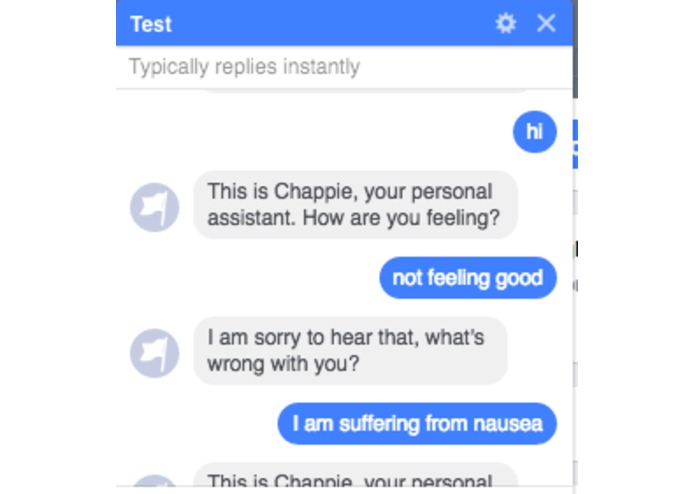 Test
Typically replies instantly
hi
This is Chappie, your personal
assistant. How are you feeling?
not feeling good
I am sorry to hear that, what's
wrong with you?
I am suffering from nausea
This is Chappie, your personal